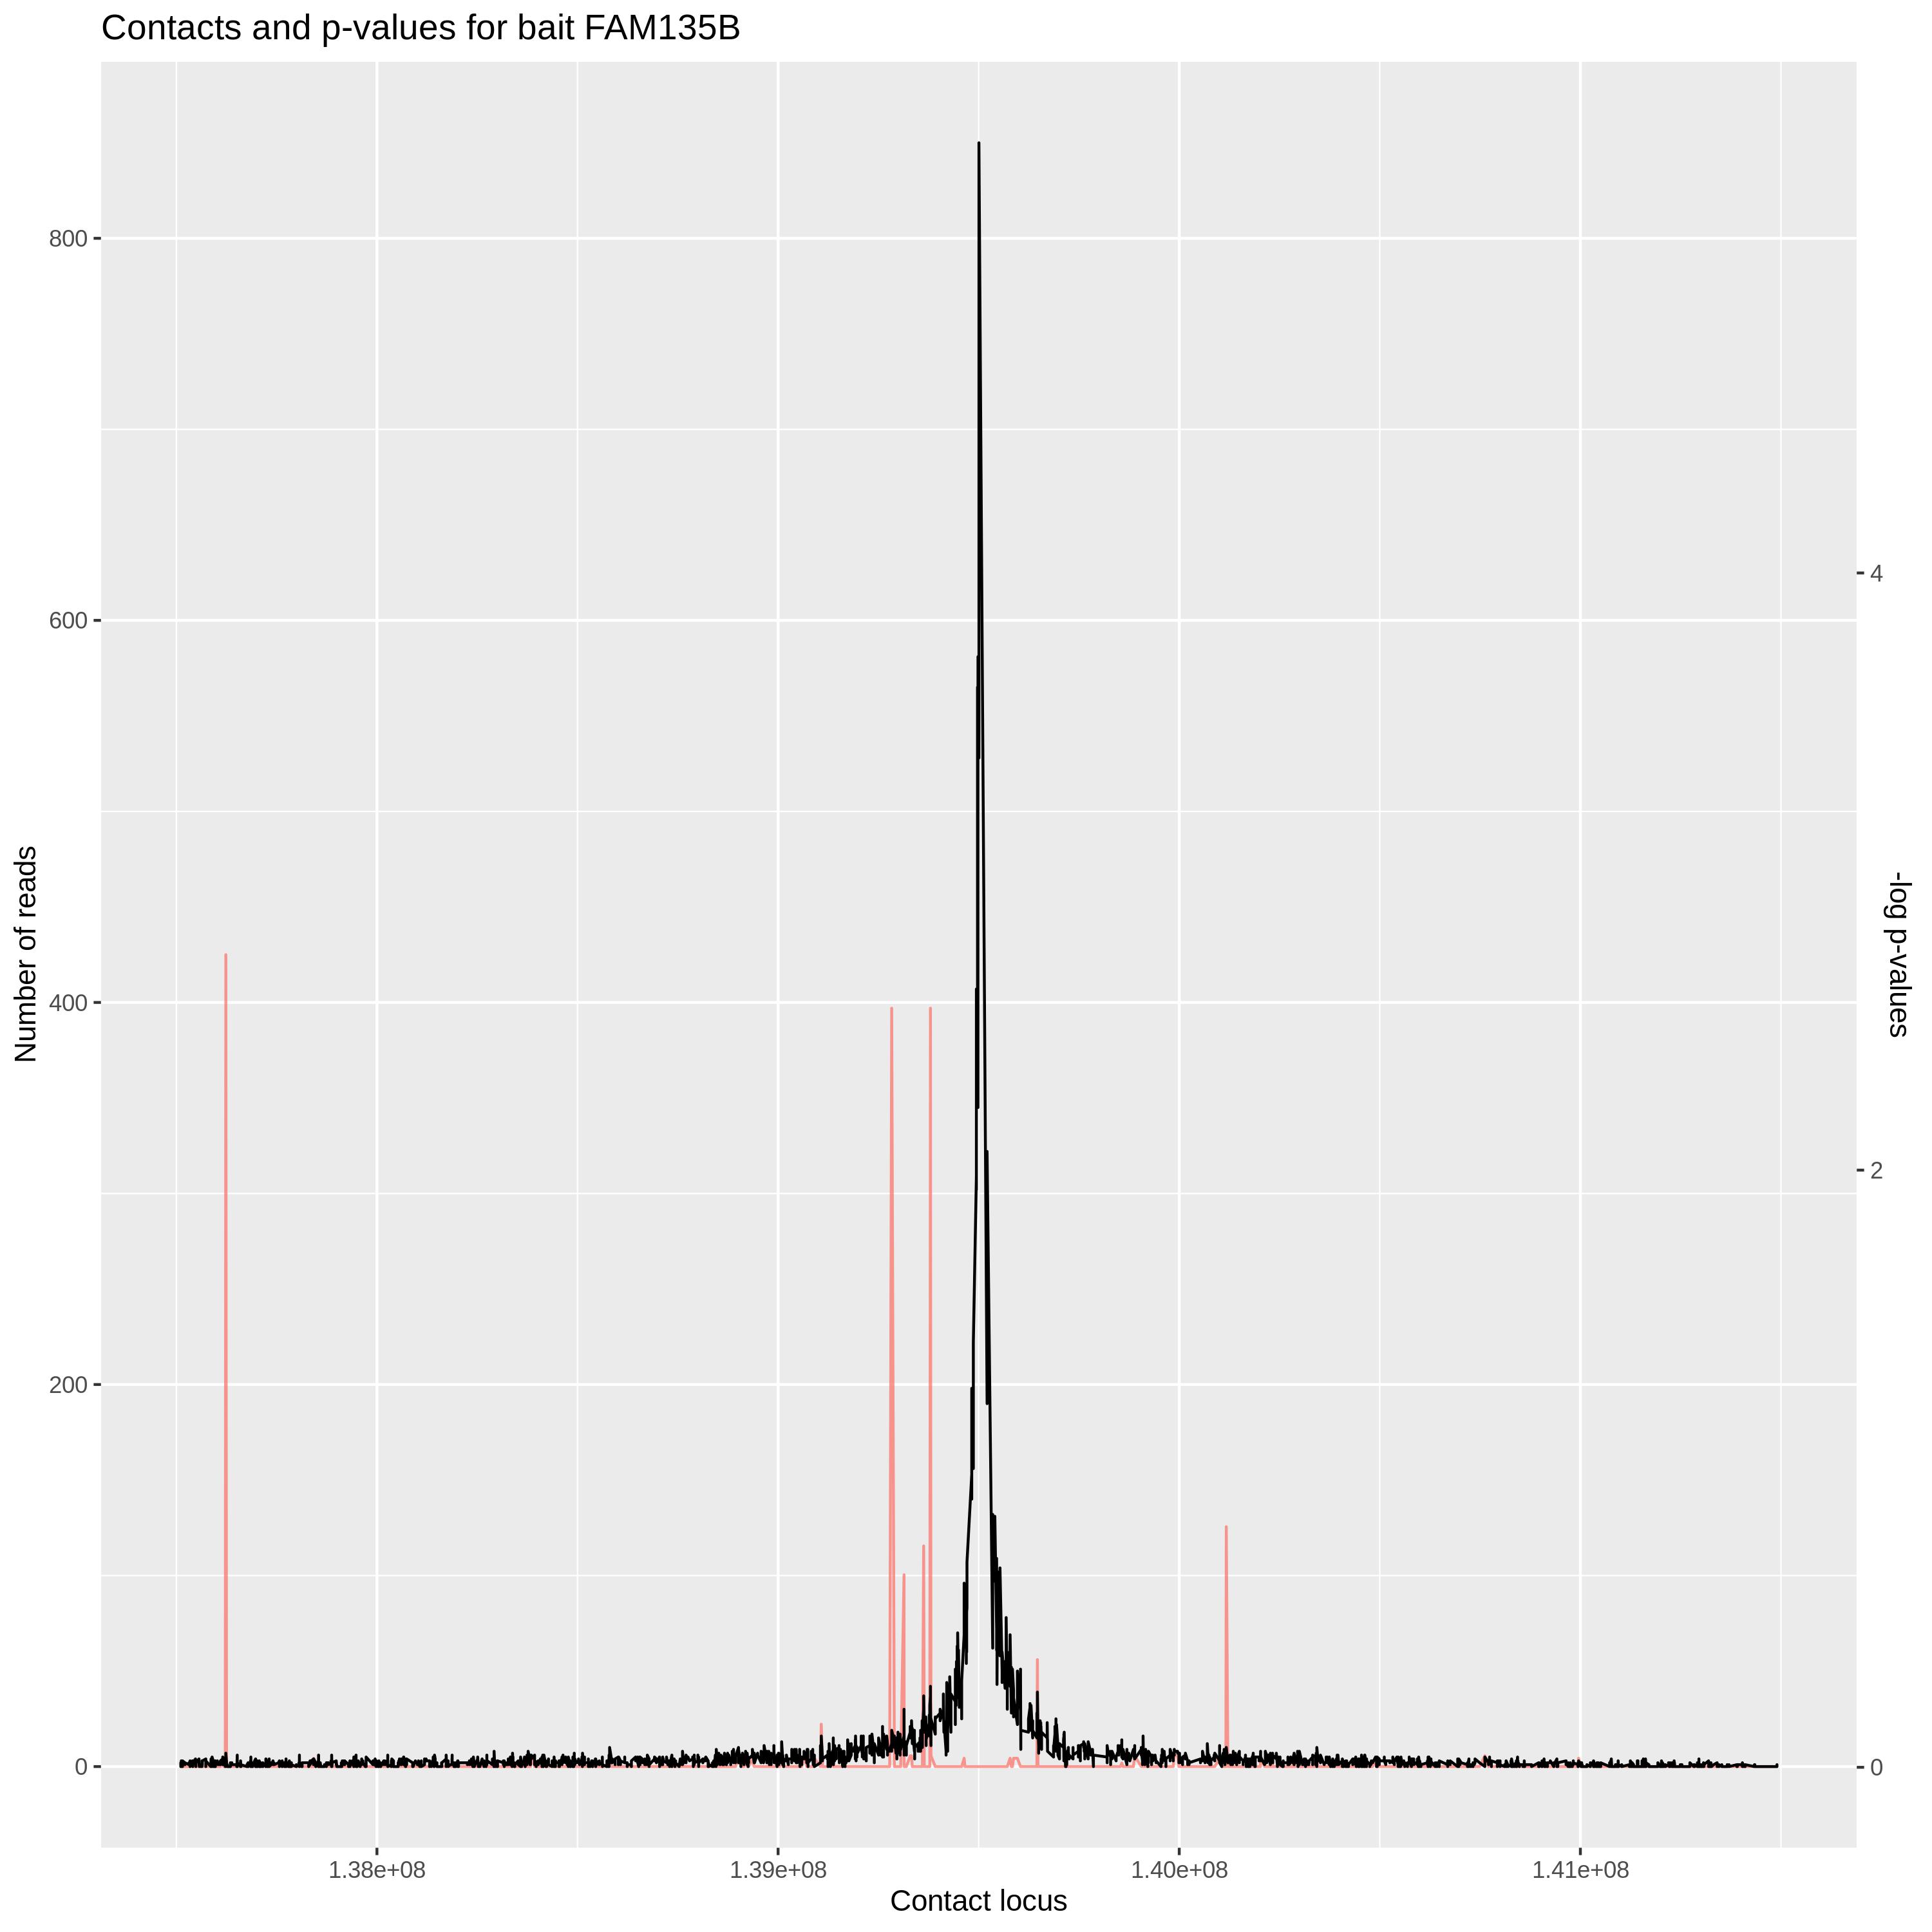 Contacts and p-values for bait FAM135B
800
600
400
200
0
Number of reads
4
2
0
-log p-values
1.38e+08
1.39e+08
1.40e+08
1.41e+08
Contact locus